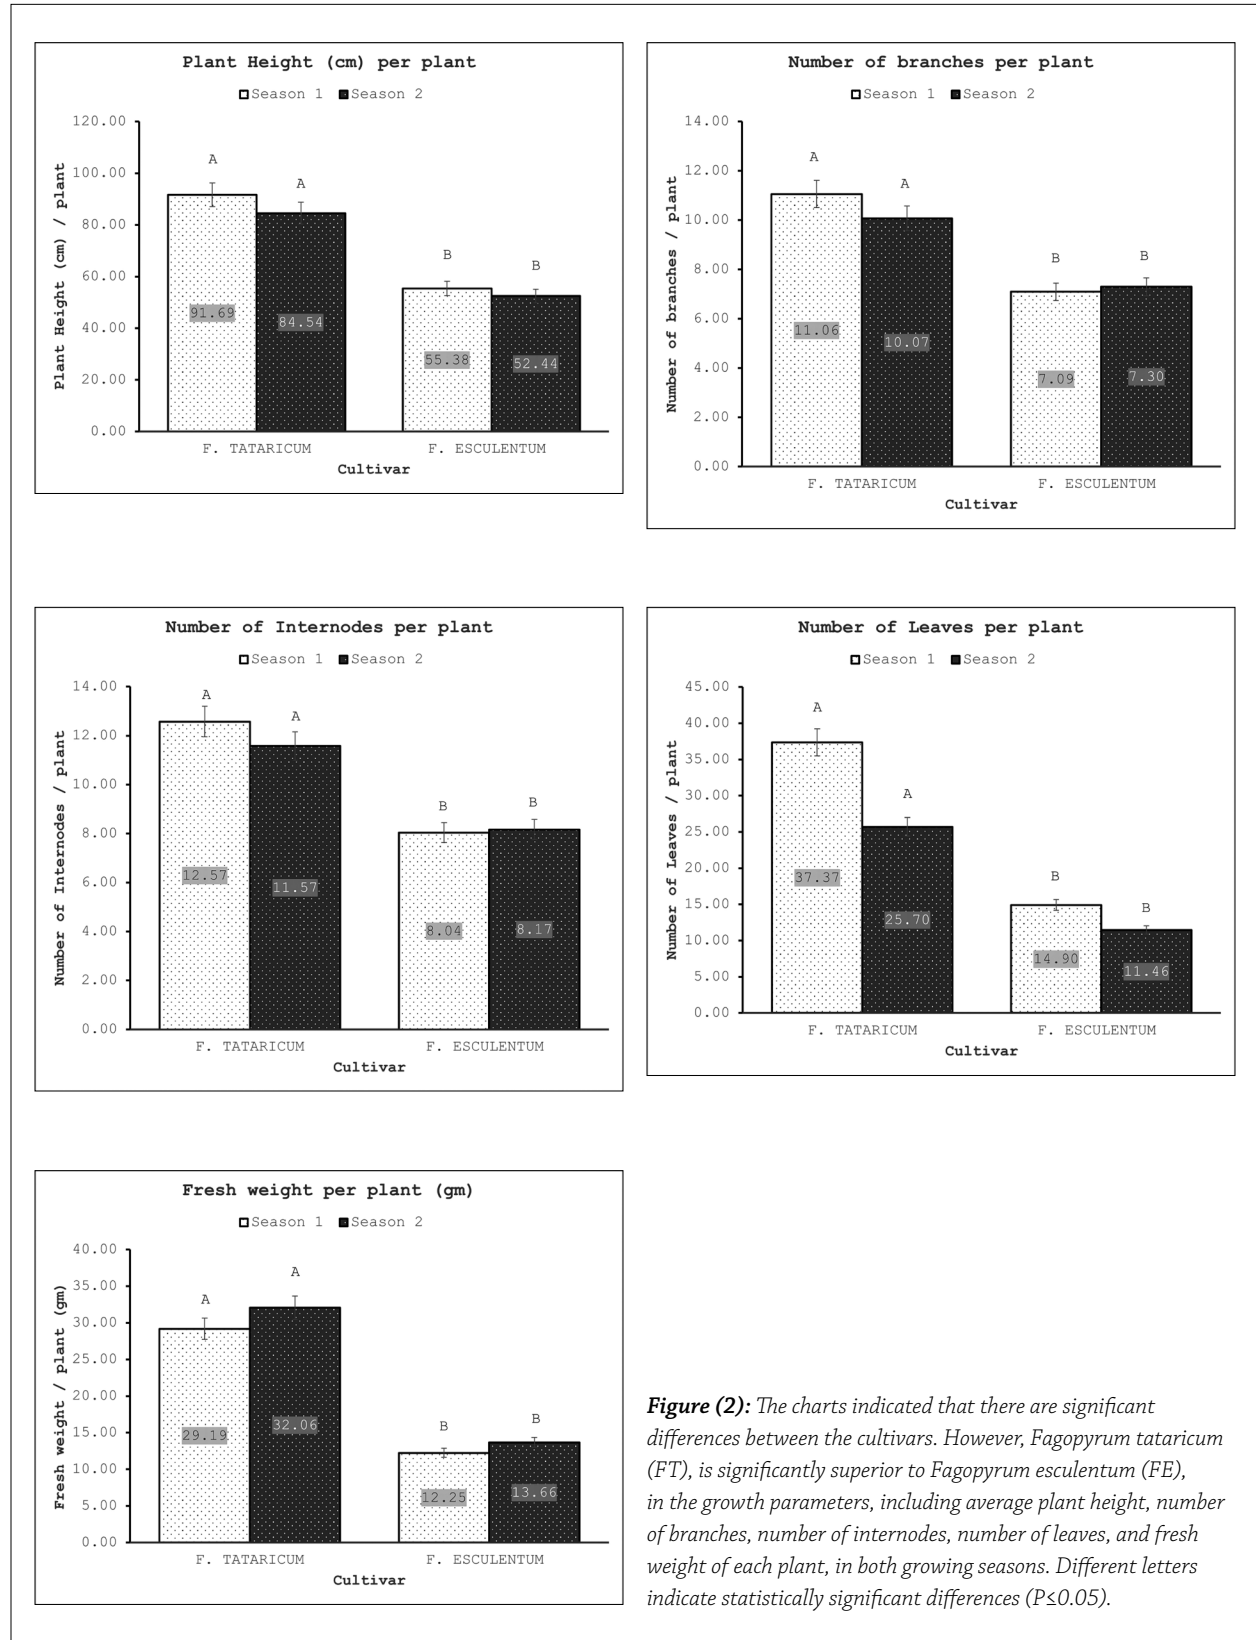 Plant Height (cm) per plant
Season 1 Season 2
Plant Height (cm) / plant
120.00
100.00
80.00
60.00
40.00
20.00
0.00
A
A
B
B
91.69
84.54
55.38
52.44
F. TATARICUM F. ESCULENTUM
Cultivar
Number of branches per plant
Season 1 Season 2
Number of branches / plant
14.00
12.00
10.00
8.00
6.00
4.00
2.00
0.00
A
A
B
B
11.06
10.07
7.09
7.30
F. TATARICUM F. ESCULENTUM
Cultivar
Number of Internodes per plant
Season 1 Season 2
Number of Internodes / plant
14.00
12.00
10.00
8.00
6.00
4.00
2.00
0.00
A
A
B
B
12.57
11.57
8.04
8.17
F. TATARICUM F. ESCULENTUM
Cultivar
Number of Leaves per plant
Season 1 Season 2
Number of Leaves / plant
45.00
40.00
35.00
30.00
25.00
20.00
15.00
10.00
5.00
0.00
A
A
B
B
37.37
25.70
14.90
11.46
F. TATARICUM F. ESCULENTUM
Cultivar
Fresh weight per plant (gm)
Season 1 Season 2
Fresh weight / plant (gm)
40.00
35.00
30.00
25.00
20.00
15.00
10.00
5.00
0.00
A
A
B
B
29.19
32.06
12.25
13.66
F. TATARICUM F. ESCULENTUM
Cultivar
Figure (2): The charts indicated that there are significant
differences between the cultivars. However, Fagopyrum tataricum
(FT), is significantly superior to Fagopyrum esculentum (FE),
in the growth parameters, including average plant height, number
of branches, number of internodes, number of leaves, and fresh
weight of each plant, in both growing seasons. Different letters
indicate statistically significant differences (P≤0.05).